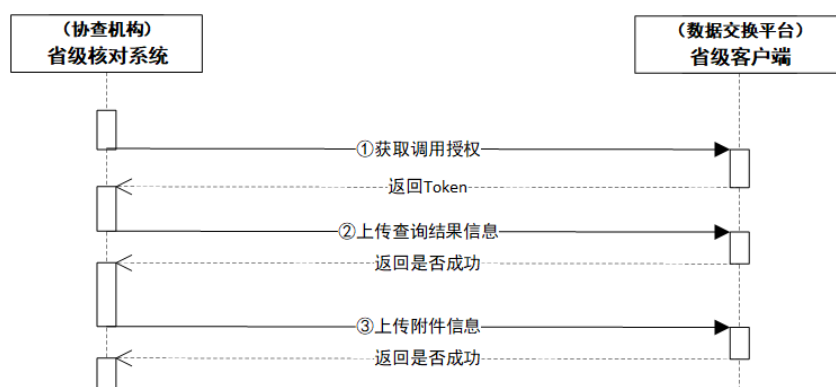 （协查机构）
省级核对系统
（数据交换平台）
省级客户端
①获取调用授权
返回Token
②上传查询结果信息
返回是否成功
③上传附件信息
返回是否成功